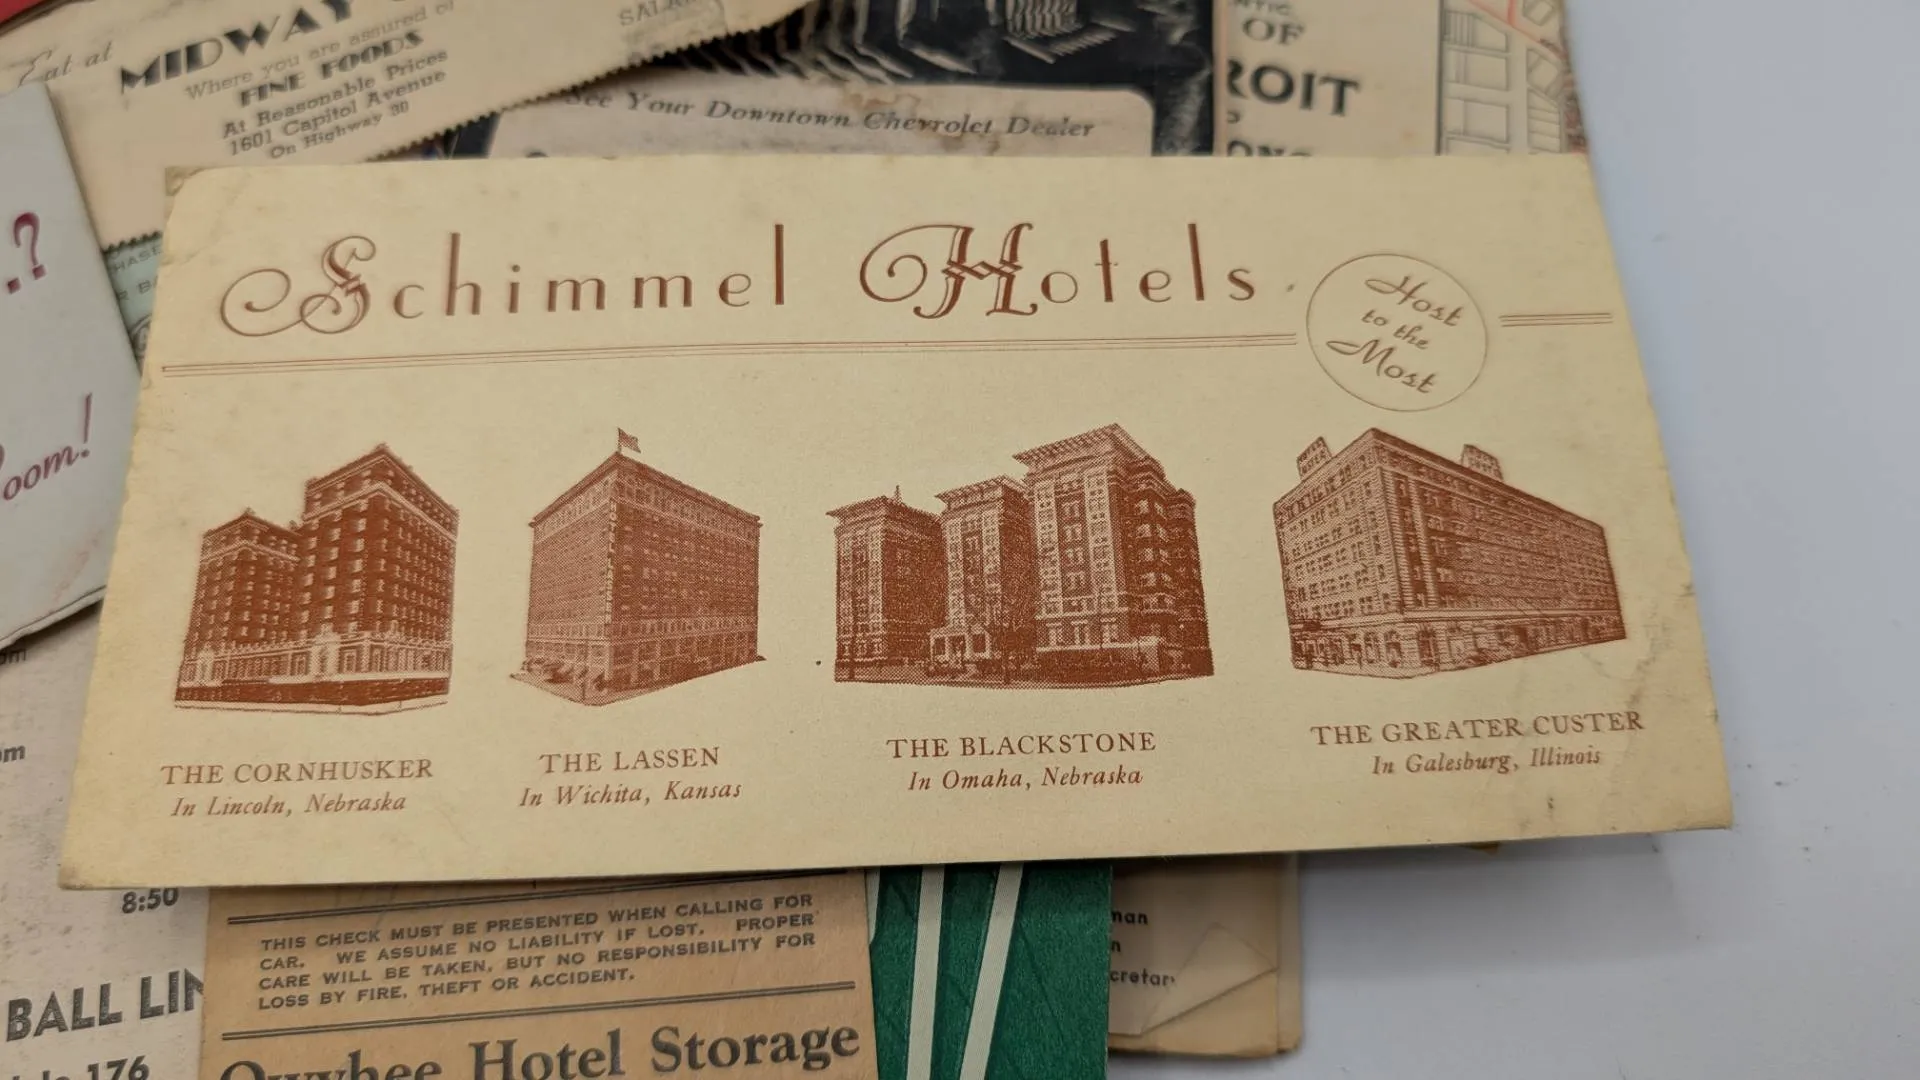 Eat at
MIDWAY
Where you are assured of
FINE FOODS
At Reasonable Prices
1601 Capitol Avenue
On Highway 30
See Your Downtown Chevrolet Dealer
OF
ROIT
..?
oom!
Schimmel Hotels
Host
to the
Most
THE CORNHUSKER
In Lincoln, Nebraska
THE LASSEN
In Wichita, Kansas
THE BLACKSTONE
In Omaha, Nebraska
THE GREATER CUSTER
In Galesburg, Illinois
8:50
BALL LIN
176
THIS CHECK MUST BE PRESENTED WHEN CALLING FOR
CAR. WE ASSUME NO LIABILITY IF LOST. PROPER
CARE WILL BE TAKEN, BUT NO RESPONSIBILITY FOR
LOSS BY FIRE, THEFT OR ACCIDENT.
Owyhee Hotel Storage
man
n
cretar